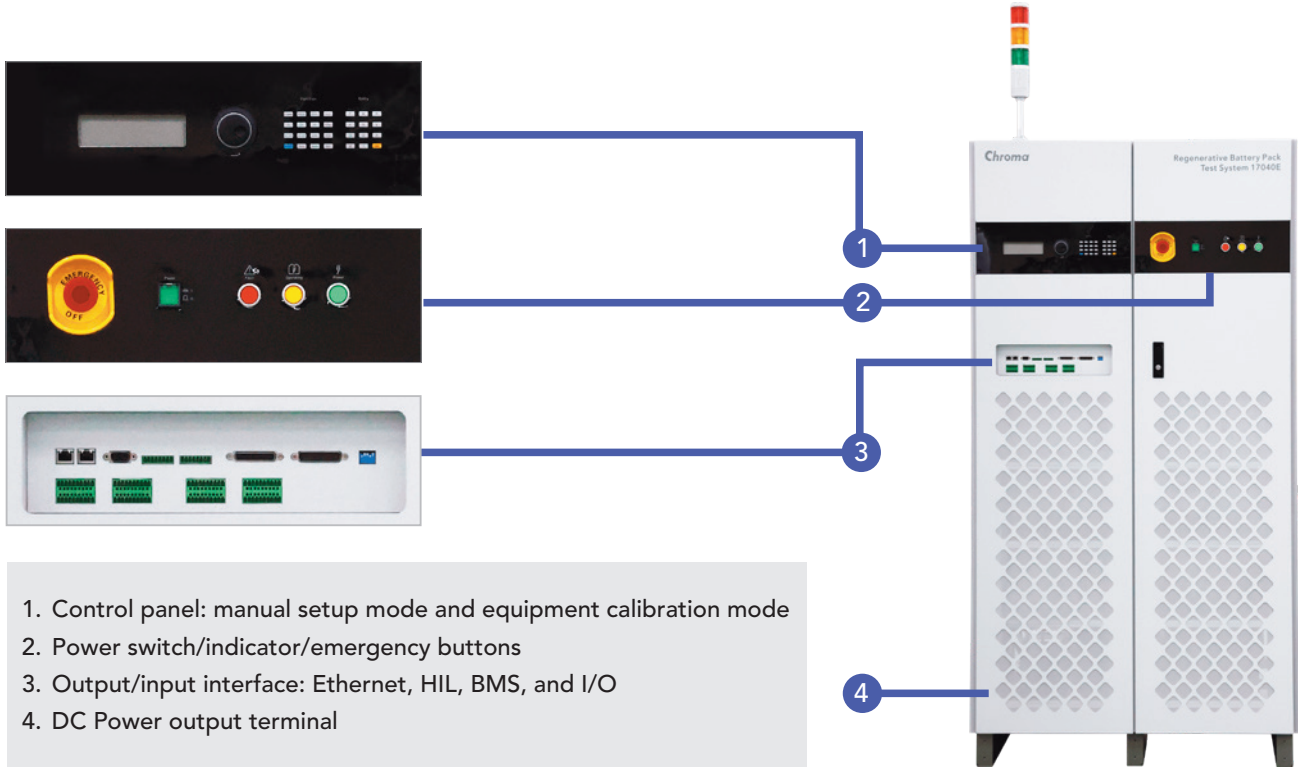 Chroma
Regenerative Battery Pack
Test System 17040E
EMERGENCY
OFF
Power
1
2
3
4
1. Control panel: manual setup mode and equipment calibration mode
2. Power switch/indicator/emergency buttons
3. Output/input interface: Ethernet, HIL, BMS, and I/O
4. DC Power output terminal